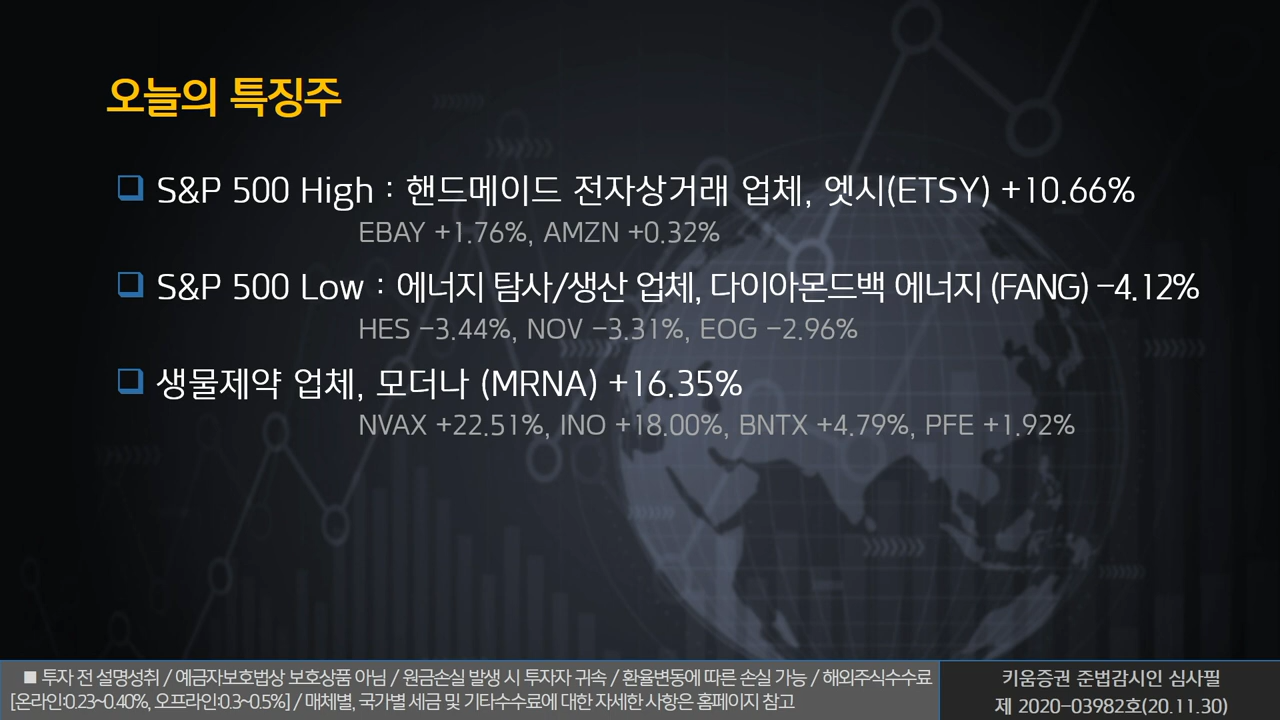 오늘의 특징주
❑ S&P 500 High : 핸드메이드 전자상거래 업체, 엣시(ETSY) +10.66%
EBAY +1.76%, AMZN +0.32%
❑ S&P 500 Low : 에너지 탐사/생산 업체, 다이아몬드백 에너지 (FANG) -4.12%
HES -3.44%, NOV -3.31%, EOG -2.96%
❑ 생물제약 업체, 모더나 (MRNA) +16.35%
NVAX +22.51%, INO +18.00%, BNTX +4.79%, PFE +1.92%
■ 투자 전 설명성취 / 예금자보호법상 보호상품 아님 / 원금손실 발생 시 투자자 귀속 / 환율변동에 따른 손실 가능 / 해외주식수수료
[온라인:0.23~0.40%, 오프라인:0.3~0.5%] / 매체별, 국가별 세금 및 기타수수료에 대한 자세한 사항은 홈페이지 참고
키움증권 준법감시인 심사필
제 2020-03982호(20.11.30)